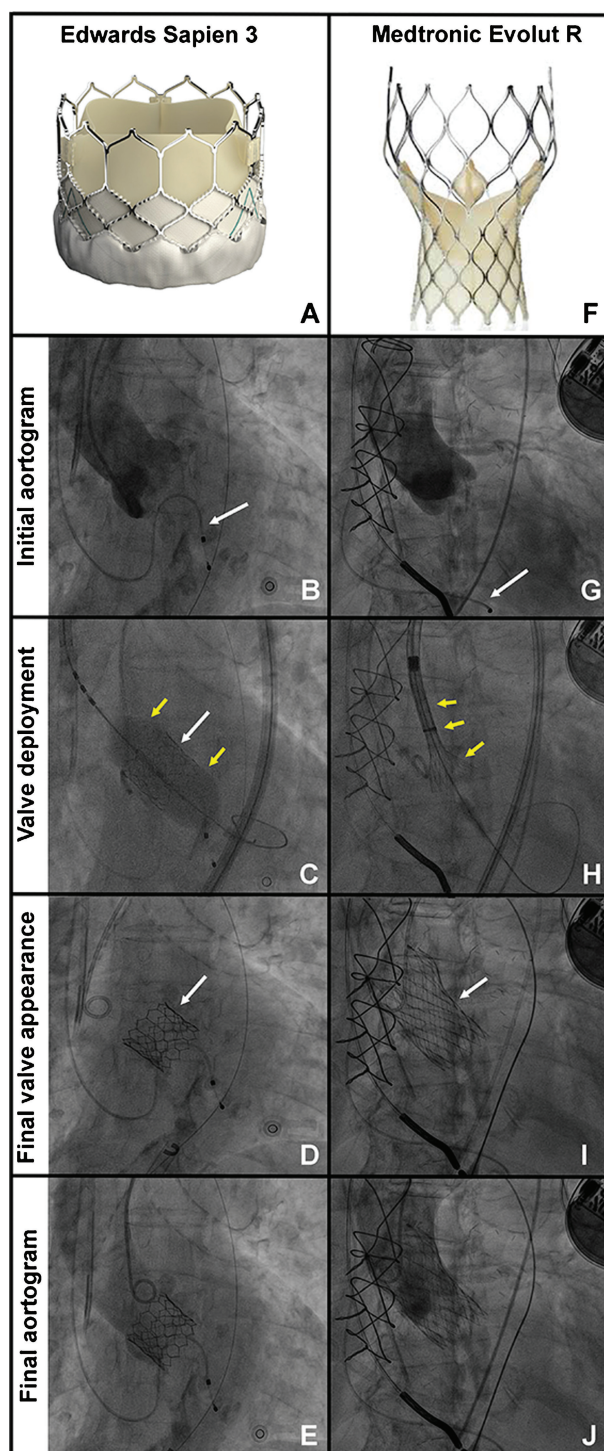 Edwards Sapien 3
Medtronic Evolut R
A
F
Initial aortogram
B
G
Valve deployment
C
H
Final valve appearance
D
I
Final aortogram
E
J